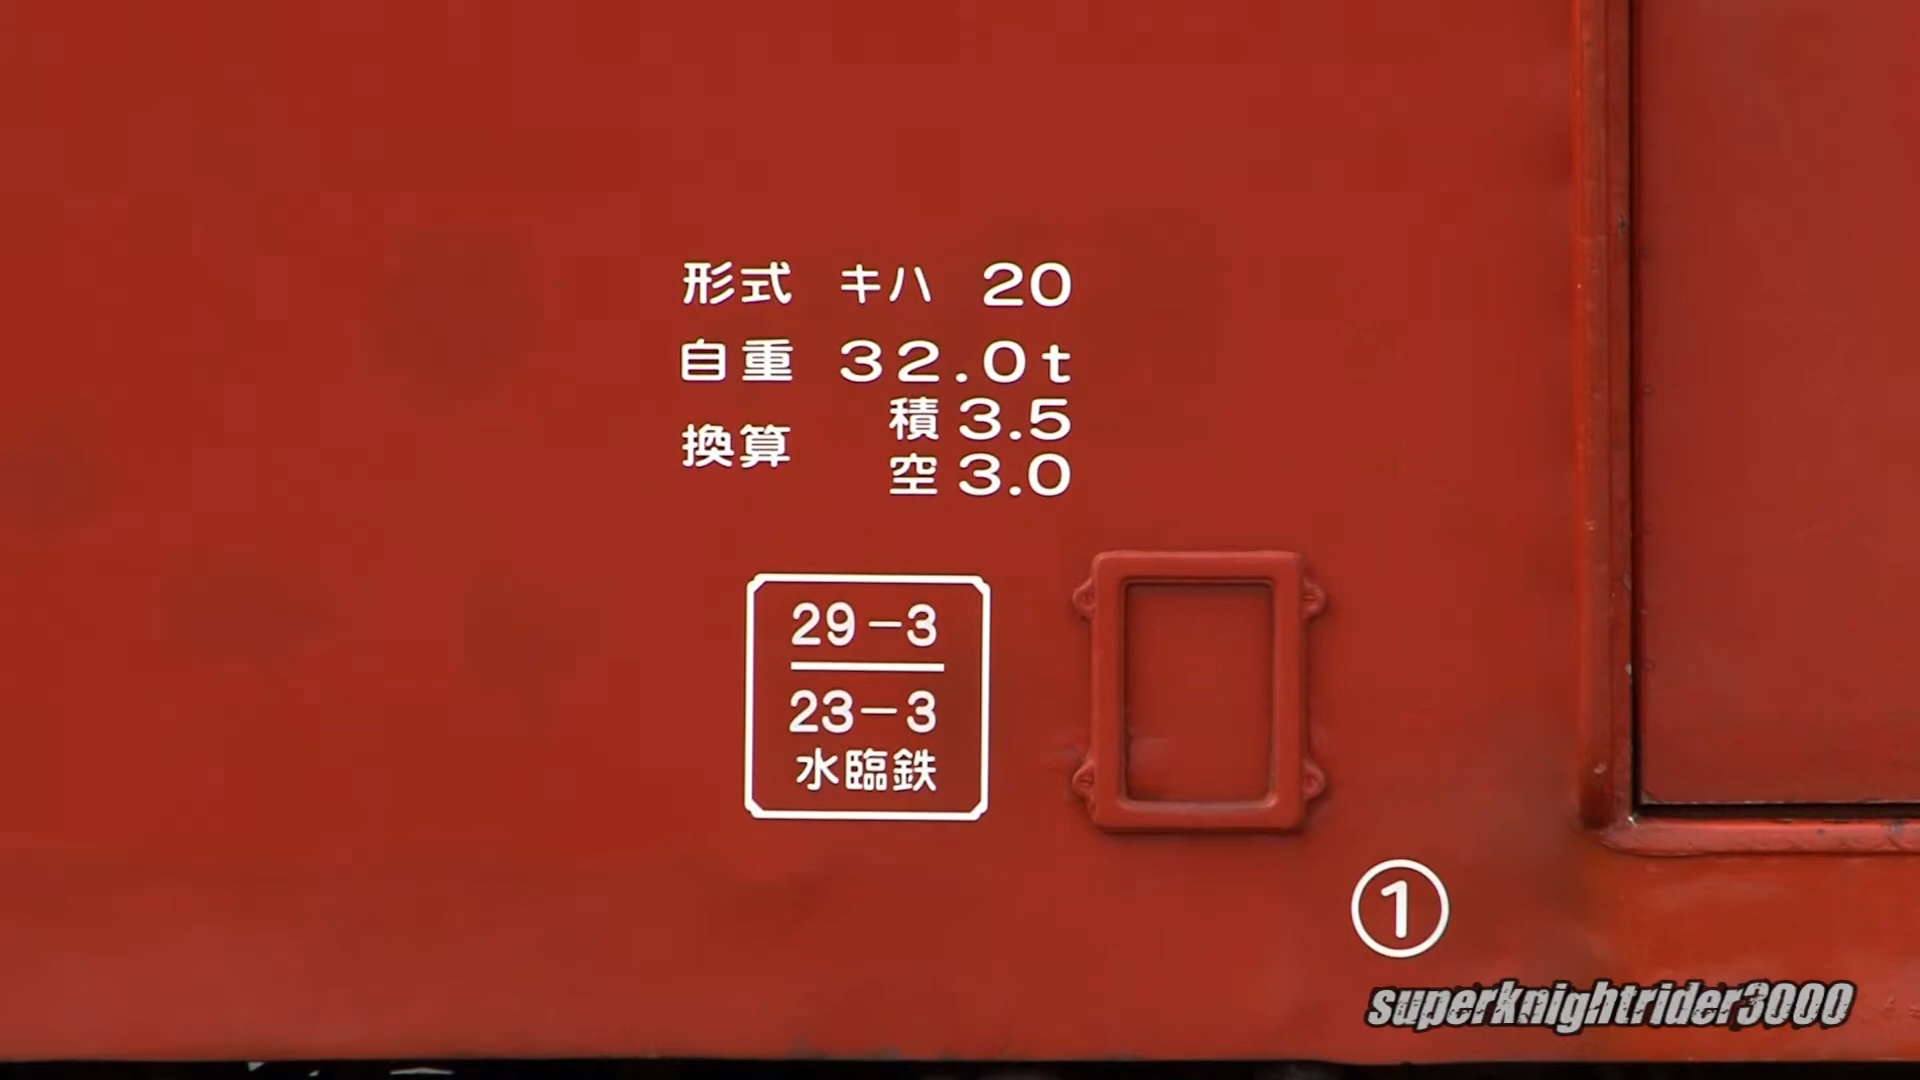 形式 キハ 20
自重 32.0t
換算 積 3.5
空 3.0
29-3
23-3
水臨鉄
①
superknightrider3000